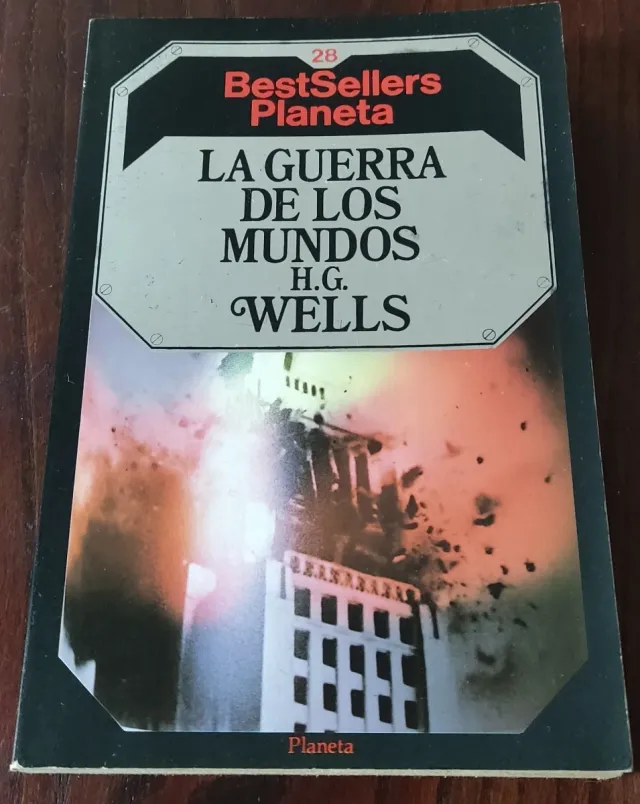 28
BestSellers
Planeta
LA GUERRA
DE LOS
MUNDOS
H.G.
WELLS
Planeta